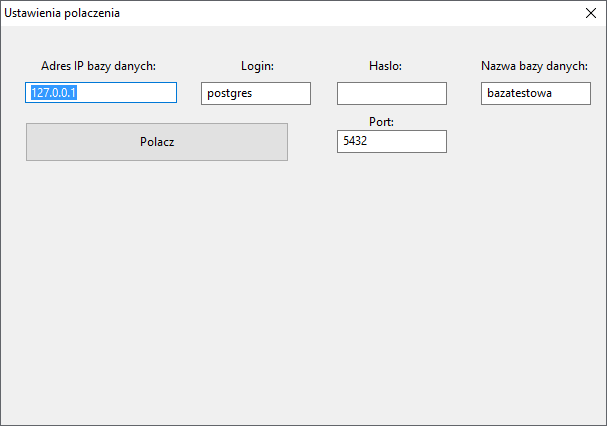 Ustawienia polaczenia
Adres IP bazy danych: Login: Haslo: Nazwa bazy danych:
127.0.0.1 postgres bazatestowa
Port:
Polacz 5432